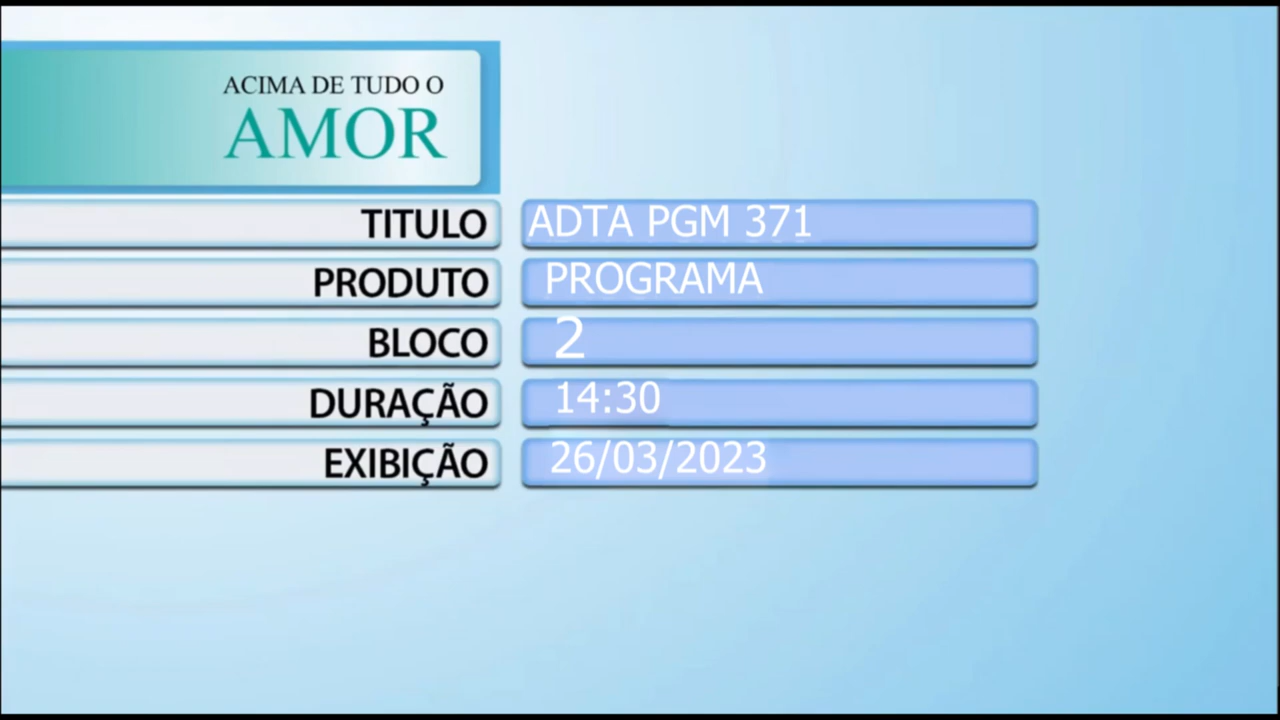 ACIMA DE TUDO O
AMOR
TITULO ADTA PGM 371
PRODUTO PROGRAMA
BLOCO 2
DURAÇÃO 14:30
EXIBIÇÃO 26/03/2023